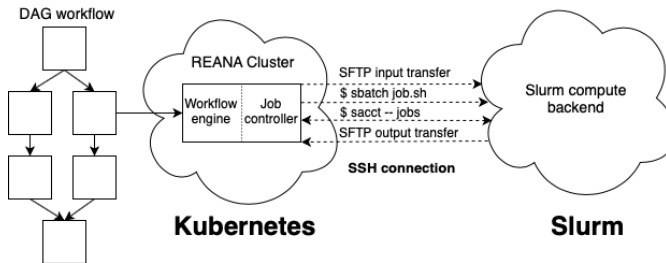 DAG workflow
REANA Cluster
Workflow
engine
Job
controller
SFTP input transfer
$ sbatch job.sh
$ sacct -- jobs
SFTP output transfer
SSH connection
Slurm compute
backend
Kubernetes
Slurm